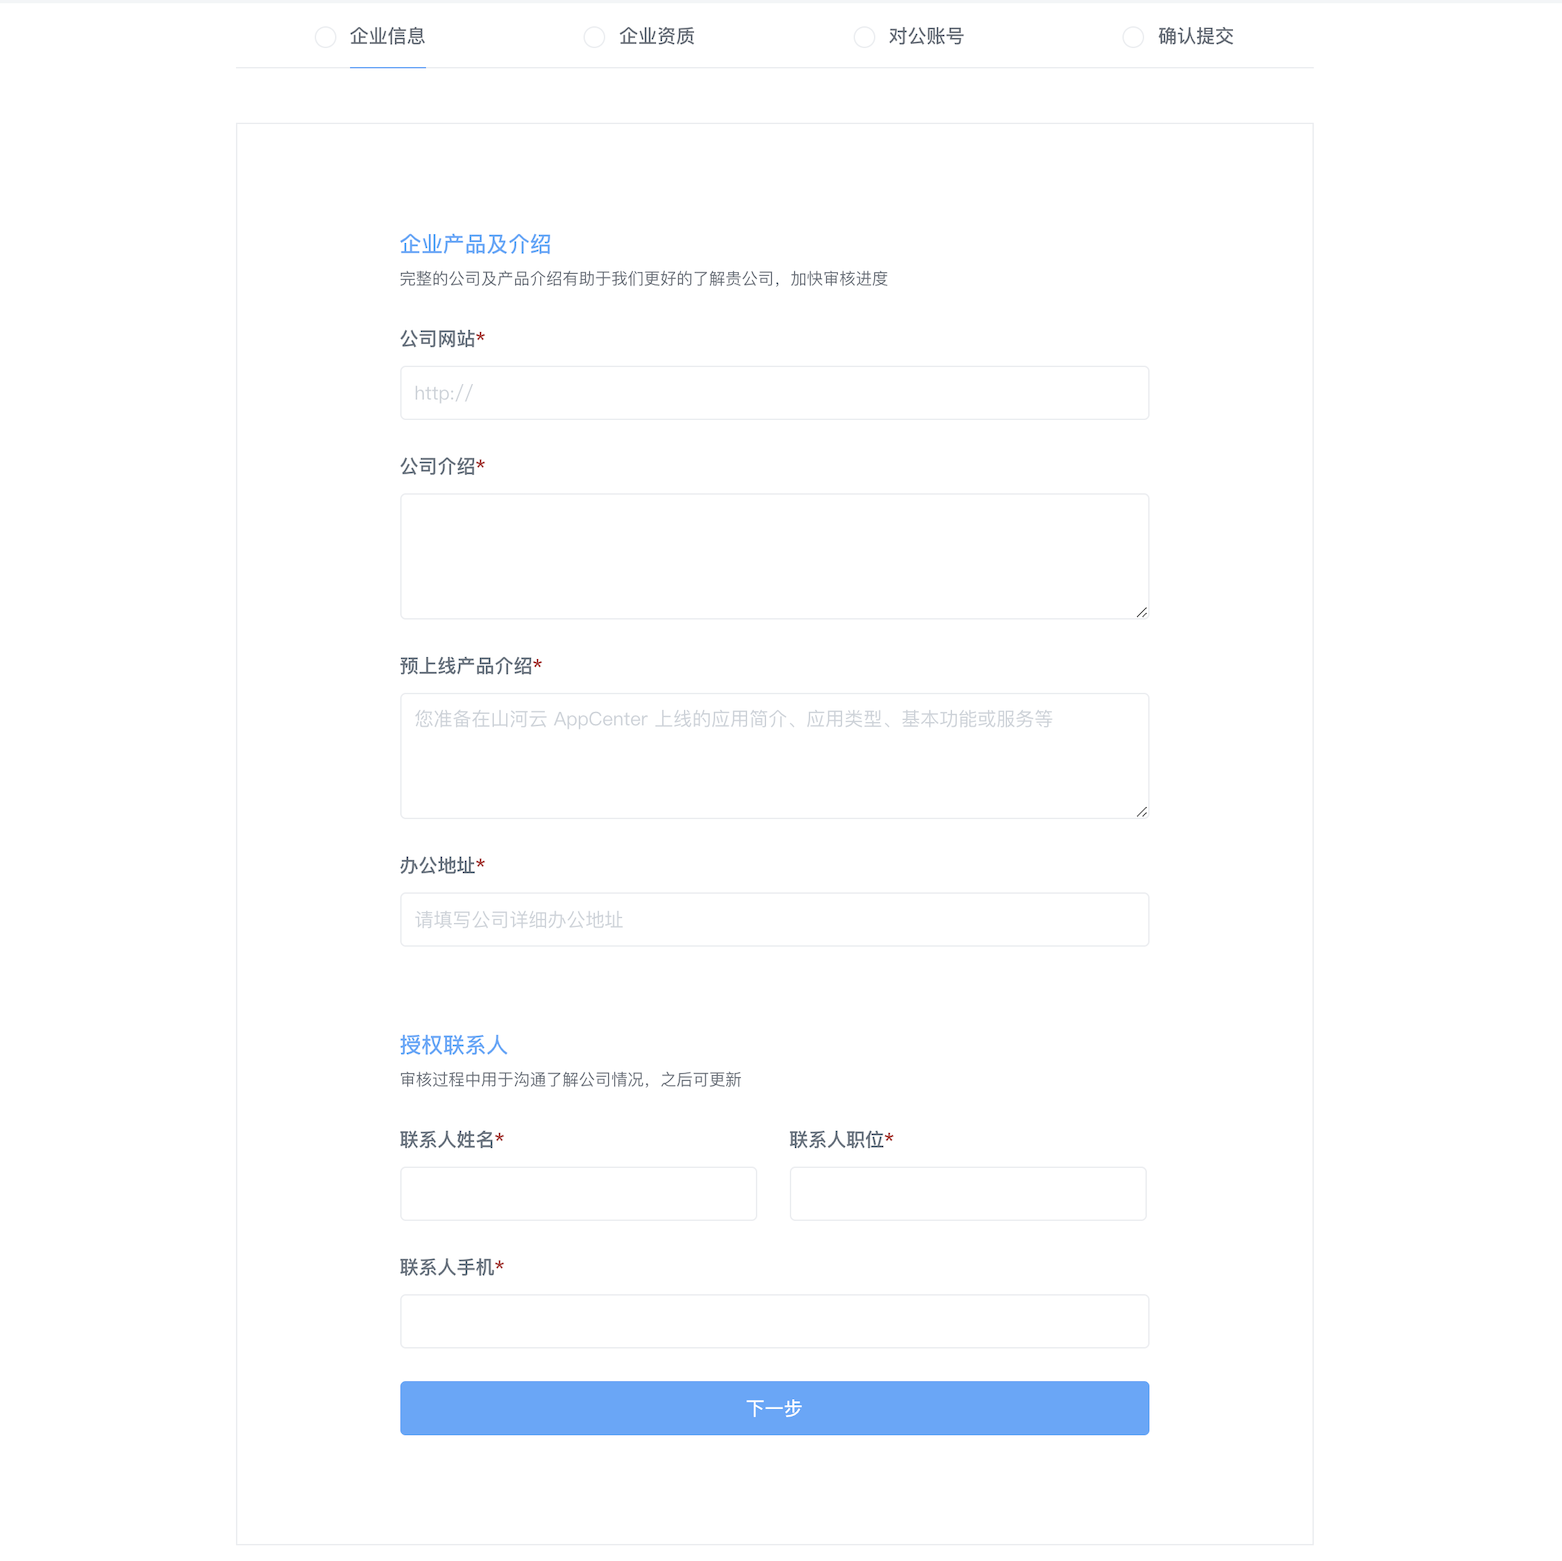 企业信息
企业资质
对公账号
确认提交
企业产品及介绍
完整的公司及产品介绍有助于我们更好的了解贵公司，加快审核进度
公司网站*
http://
公司介绍*
预上线产品介绍*
您准备在山河云 AppCenter 上线的应用简介、应用类型、基本功能或服务等
办公地址*
请填写公司详细办公地址
授权联系人
审核过程中用于沟通了解公司情况，之后可更新
联系人姓名*
联系人职位*
联系人手机*
下一步